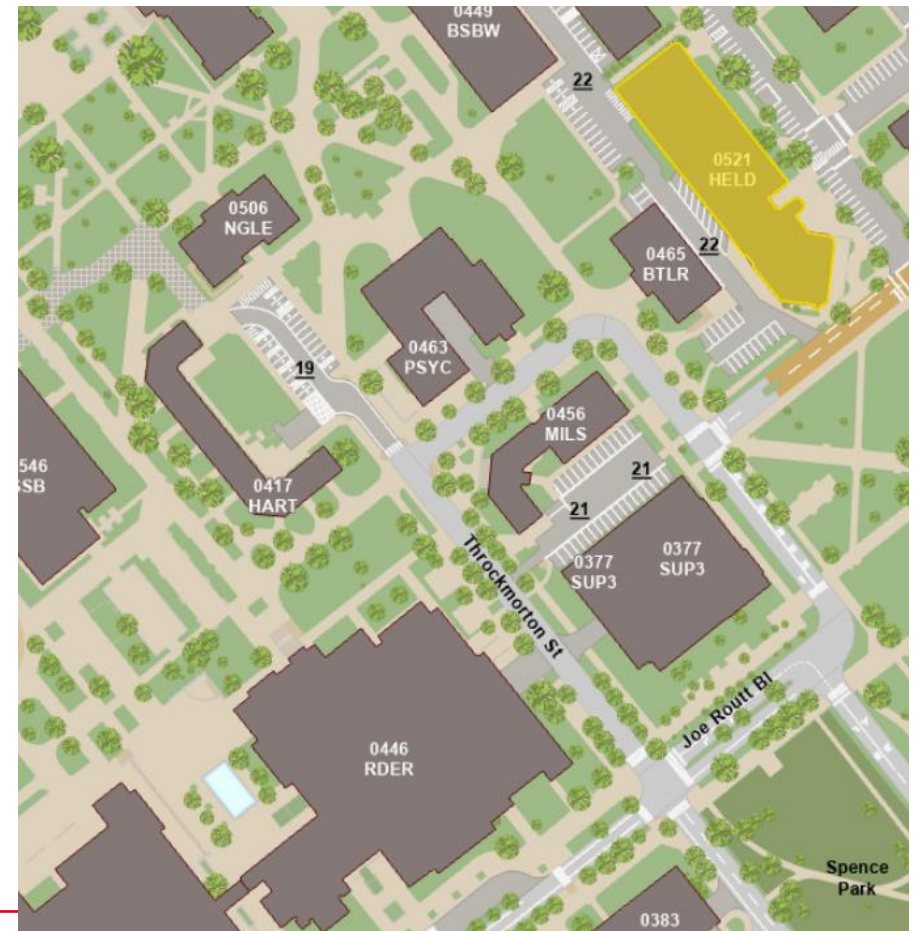 0449
BSBW
22
0521
HELD
0506
NGLE
0465
BTLR
22
0463
PSYC
19
0456
MILS
546
SSB
0417
HART
21
21
0377
SUP3
0377
SUP3
Throckmorton St
Joe Routt Bl
0446
RDER
Spence
Park
0383